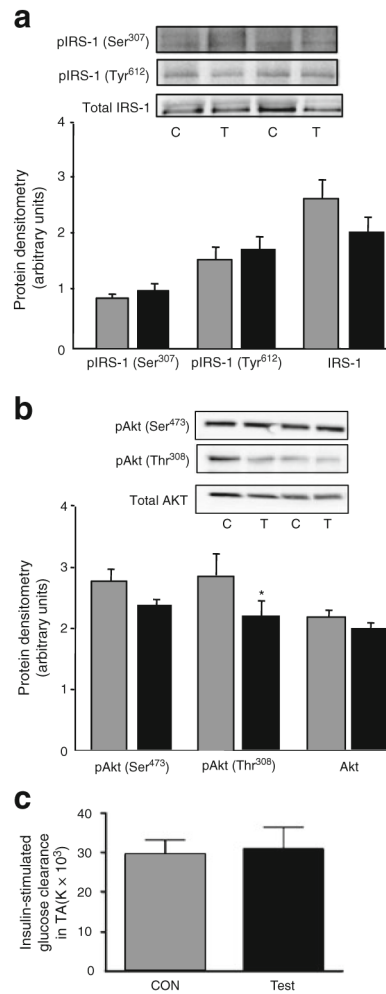 a
pIRS-1 (Ser³⁰⁷)
pIRS-1 (Tyr⁶¹²)
Total IRS-1
C T C T
Protein densitometry
(arbitrary units)
4
3
2
1
0
pIRS-1 (Ser³⁰⁷) pIRS-1 (Tyr⁶¹²) IRS-1
b
pAkt (Ser⁴⁷³)
pAkt (Thr³⁰⁸)
Total AKT
C T C T
Protein densitometry
(arbitrary units)
4
3
2
1
0
*
pAkt (Ser⁴⁷³) pAkt (Thr³⁰⁸) Akt
c
Insulin-stimulated
glucose clearance
in TA(K × 10³)
40
30
20
10
0
CON Test